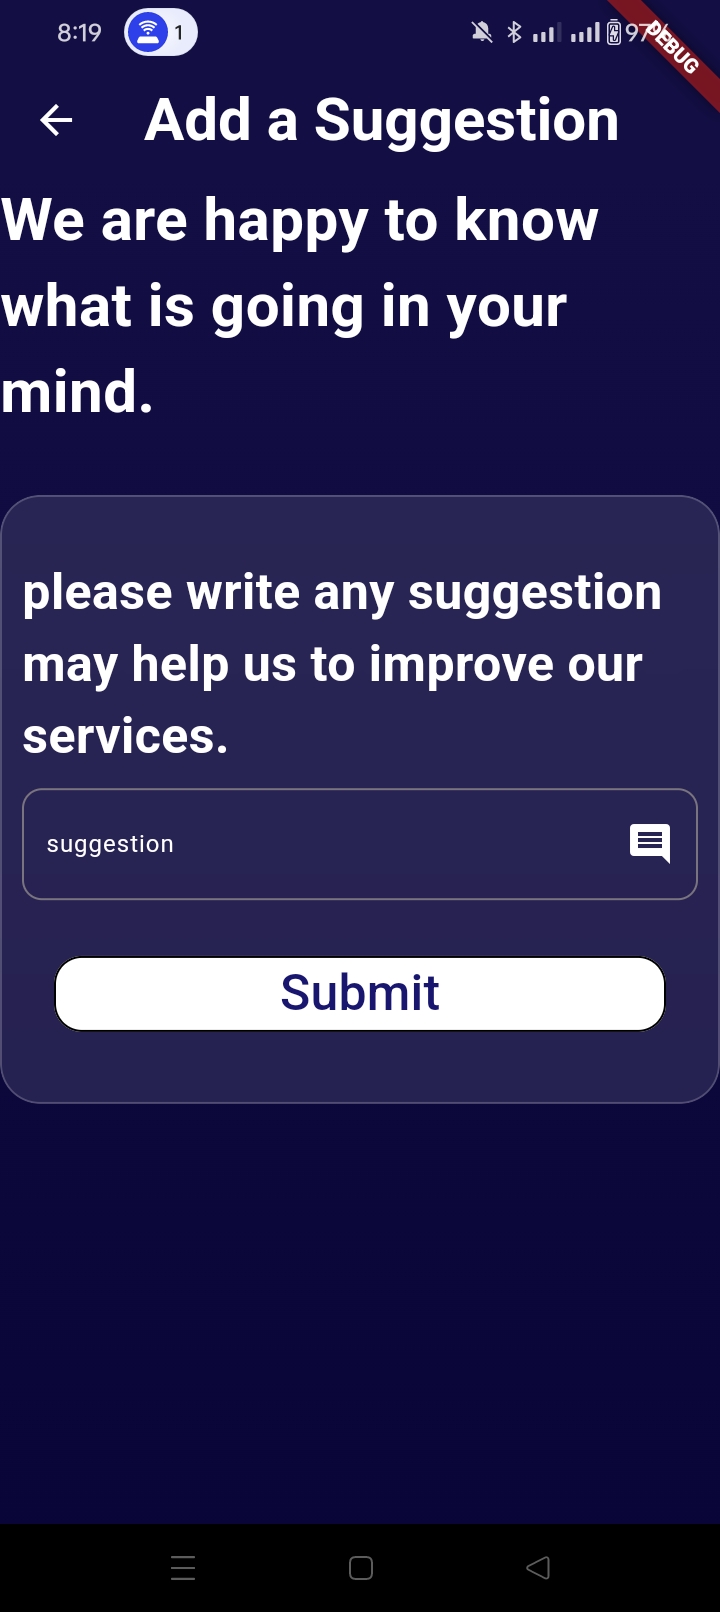 8:19
1
DEBUG
Add a Suggestion
We are happy to know
what is going in your
mind.
please write any suggestion
may help us to improve our
services.
suggestion
Submit